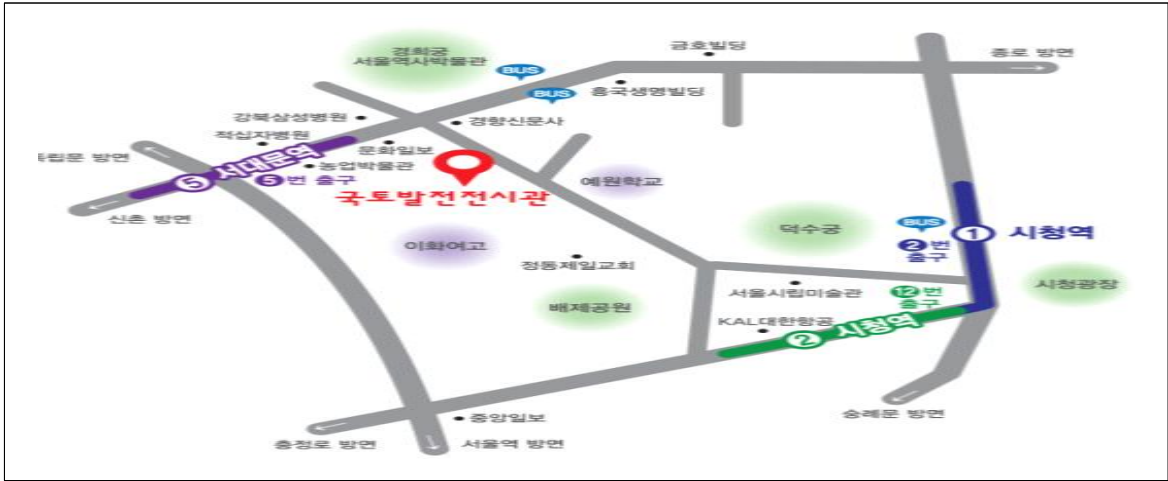 경희궁
서울역사박물관
금호빌딩
종로 방면
BUS
BUS
흥국생명빌딩
강북삼성병원
경향신문사
적십자병원
문화일보
독립문 방면
5 서대문역
농업박물관
5번 출구
국토발전전시관
예원학교
신촌 방면
이화여고
덕수궁
BUS
2번
출구
1 시청역
정동제일교회
서울시립미술관
12번
출구
시청광장
배제공원
KAL대한항공
2 시청역
중앙일보
숭례문 방면
충정로 방면
서울역 방면